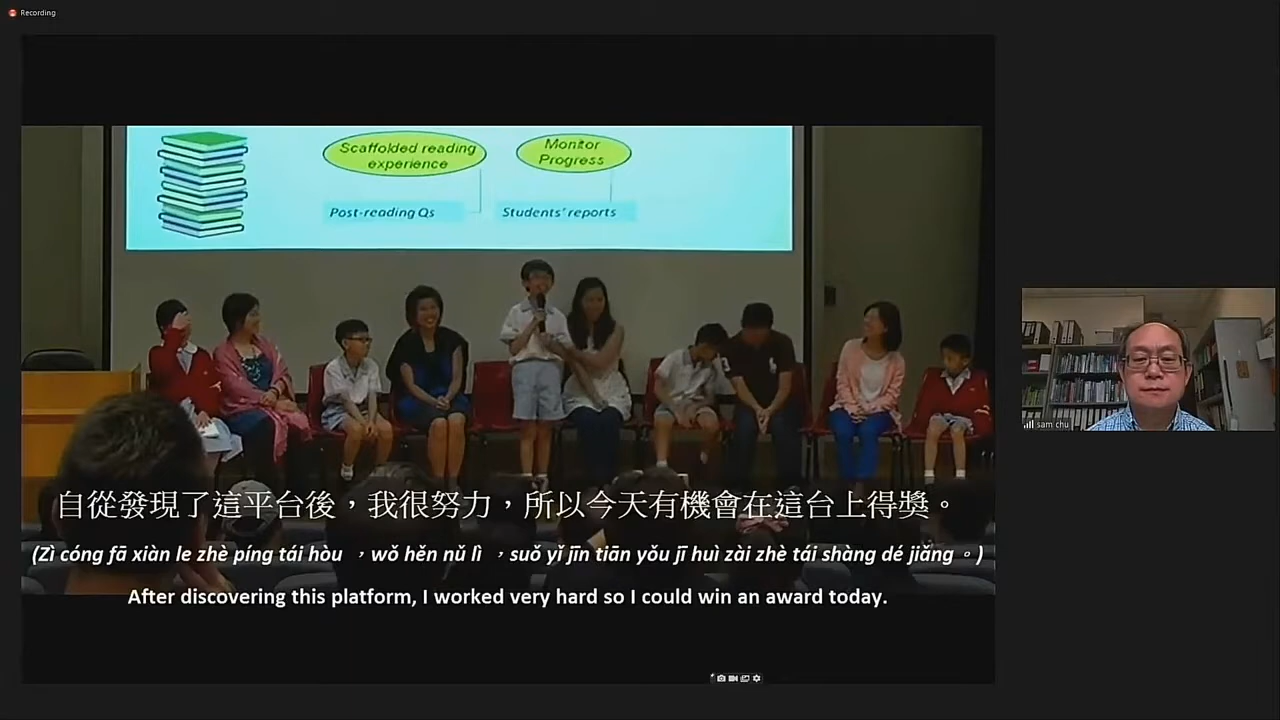 Recording
Scaffolded reading
experience
Monitor
Progress
Post-reading Qs
Students' reports
自從發現了這平台後，我很努力，所以今天有機會在這台上得獎。
(Zì cóng fā xiàn le zhè píng tái hòu ，wǒ hěn nǔ lì ，suǒ yǐ jīn tiān yǒu jī huì zài zhè tái shàng dé jiǎng 。)
After discovering this platform, I worked very hard so I could win an award today.
sam chu